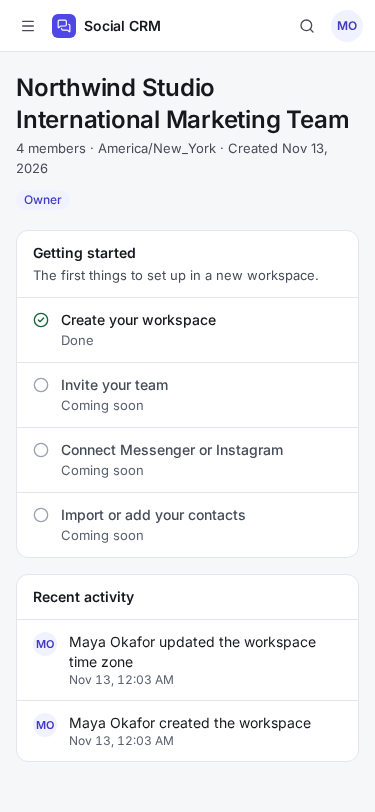 Social CRM
MO
Northwind Studio
International Marketing Team
4 members · America/New_York · Created Nov 13,
2026
Owner
Getting started
The first things to set up in a new workspace.
Create your workspace
Done
Invite your team
Coming soon
Connect Messenger or Instagram
Coming soon
Import or add your contacts
Coming soon
Recent activity
MO
Maya Okafor updated the workspace
time zone
Nov 13, 12:03 AM
MO
Maya Okafor created the workspace
Nov 13, 12:03 AM